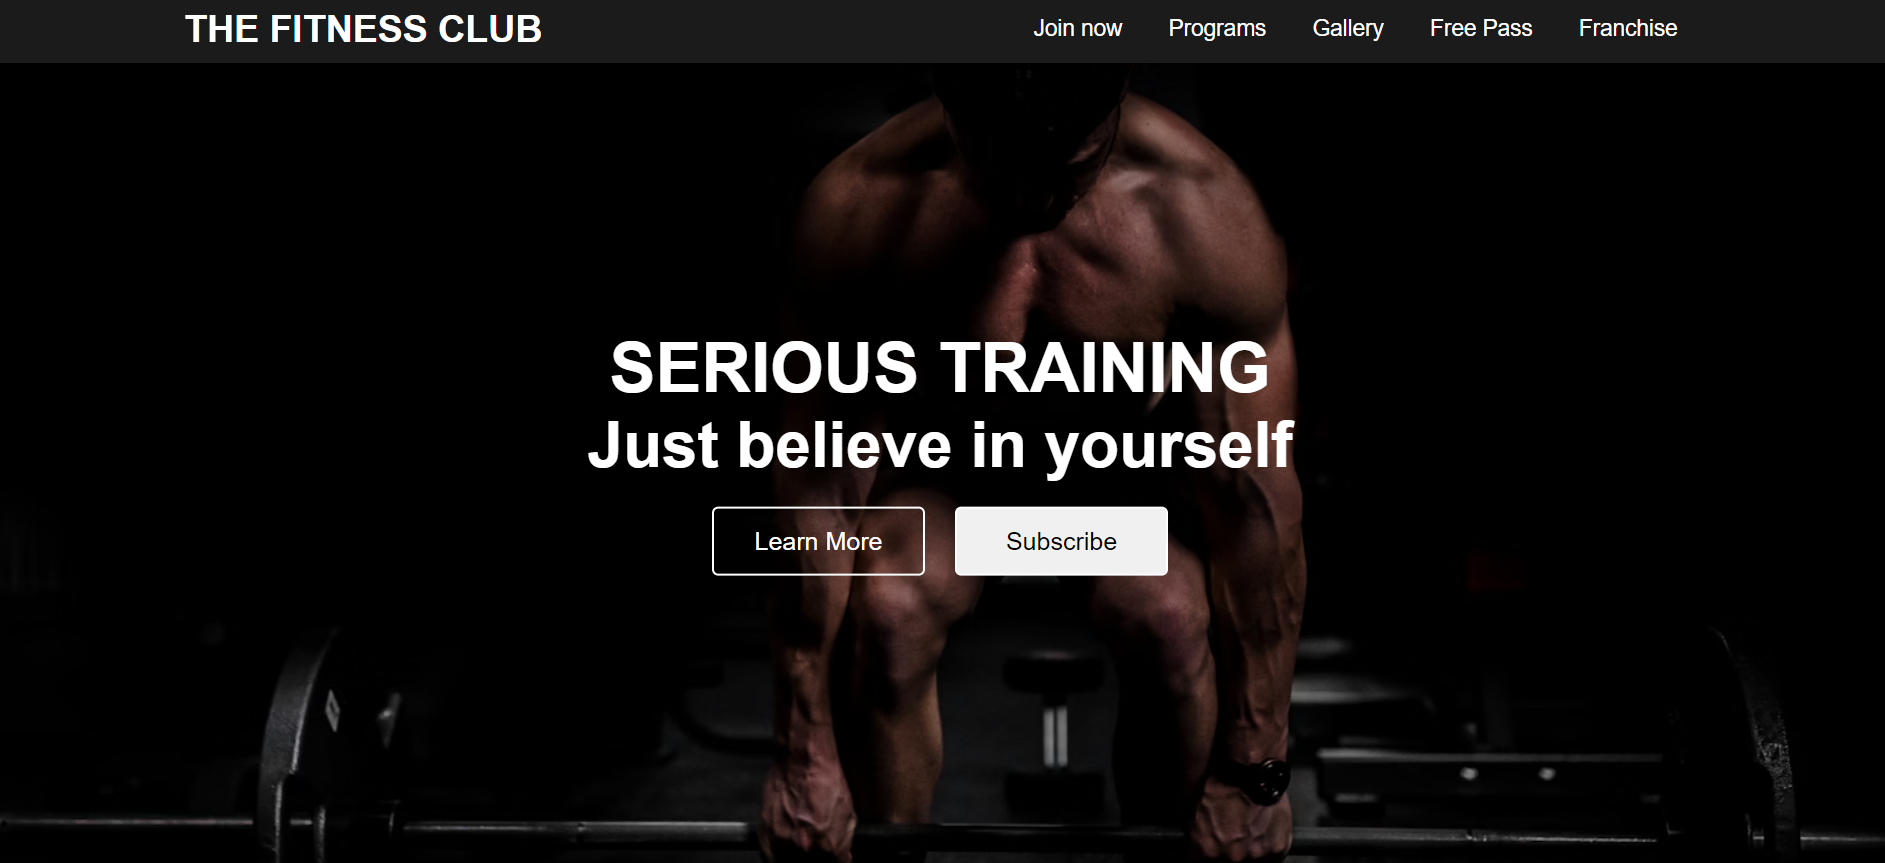 THE FITNESS CLUB
Join now Programs Gallery Free Pass Franchise
SERIOUS TRAINING
Just believe in yourself
Learn More Subscribe